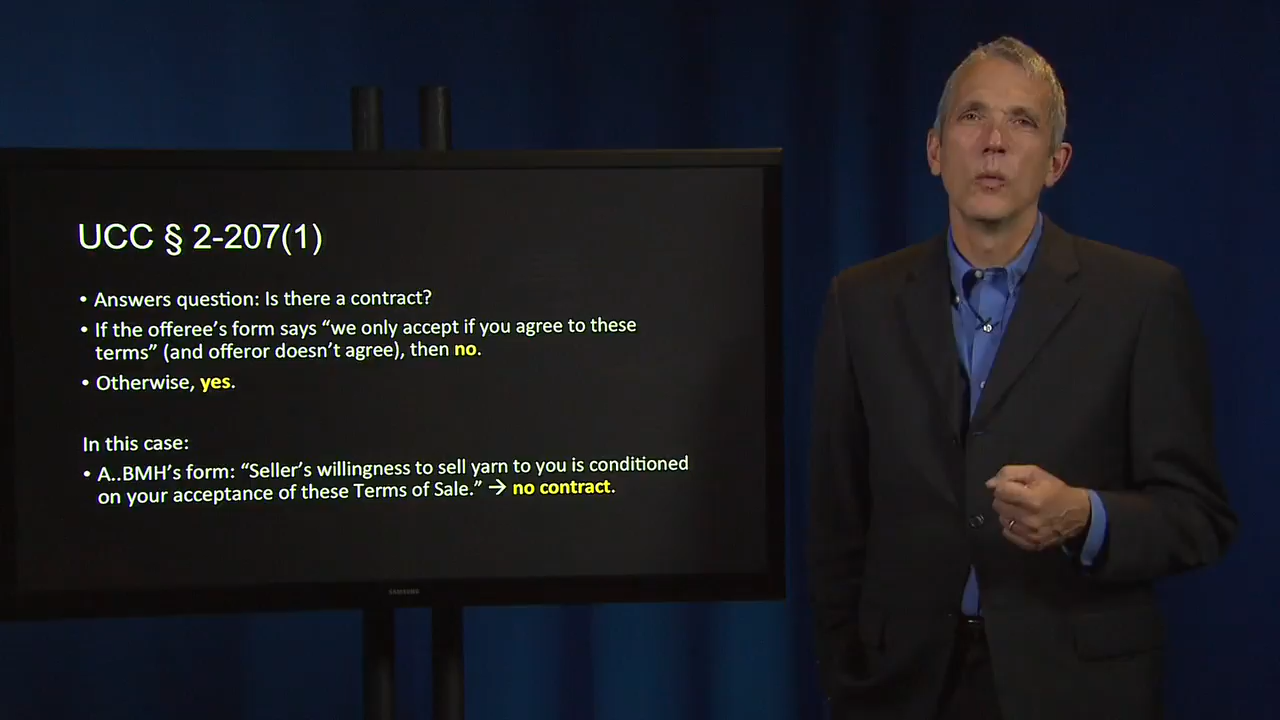 UCC § 2-207(1)
• Answers question: Is there a contract?
• If the offeree's form says “we only accept if you agree to these
terms” (and offeror doesn't agree), then no.
• Otherwise, yes.
In this case:
• A..BMH's form: “Seller's willingness to sell yarn to you is conditioned
on your acceptance of these Terms of Sale.” → no contract.
SAMSUNG